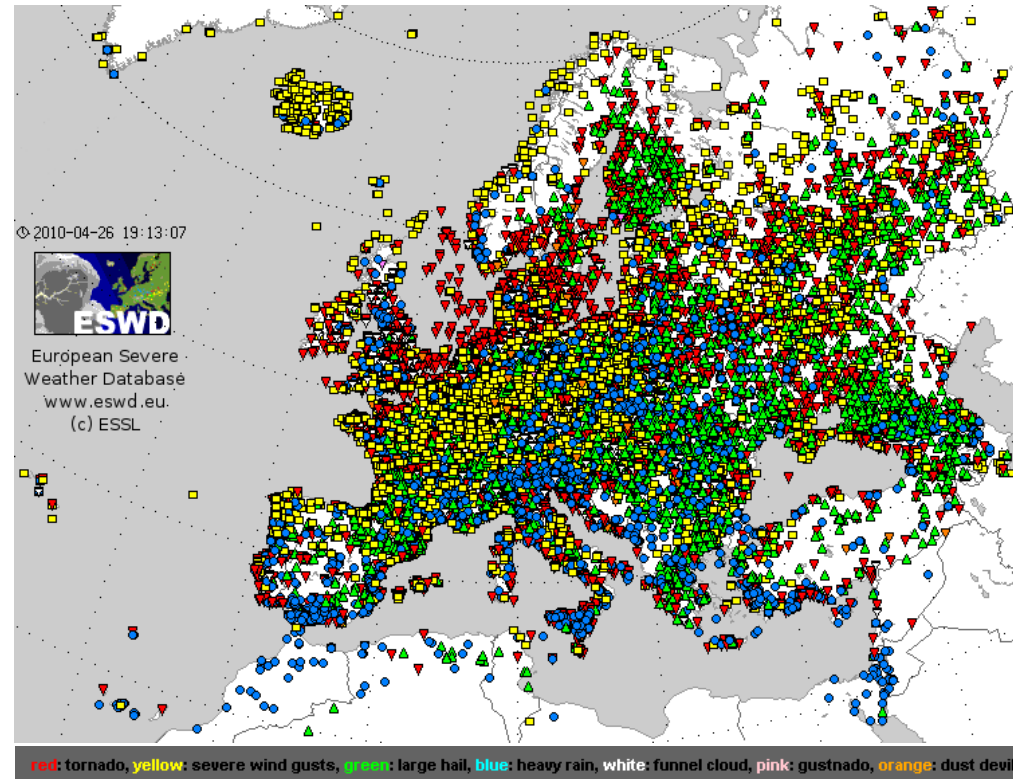 2010-04-26 19:13:07
ESWD
European Severe
Weather Database
www.eswd.eu
(c) ESSL
red: tornado, yellow: severe wind gusts, green: large hail, blue: heavy rain, white: funnel cloud, pink: gustnado, orange: dust devil